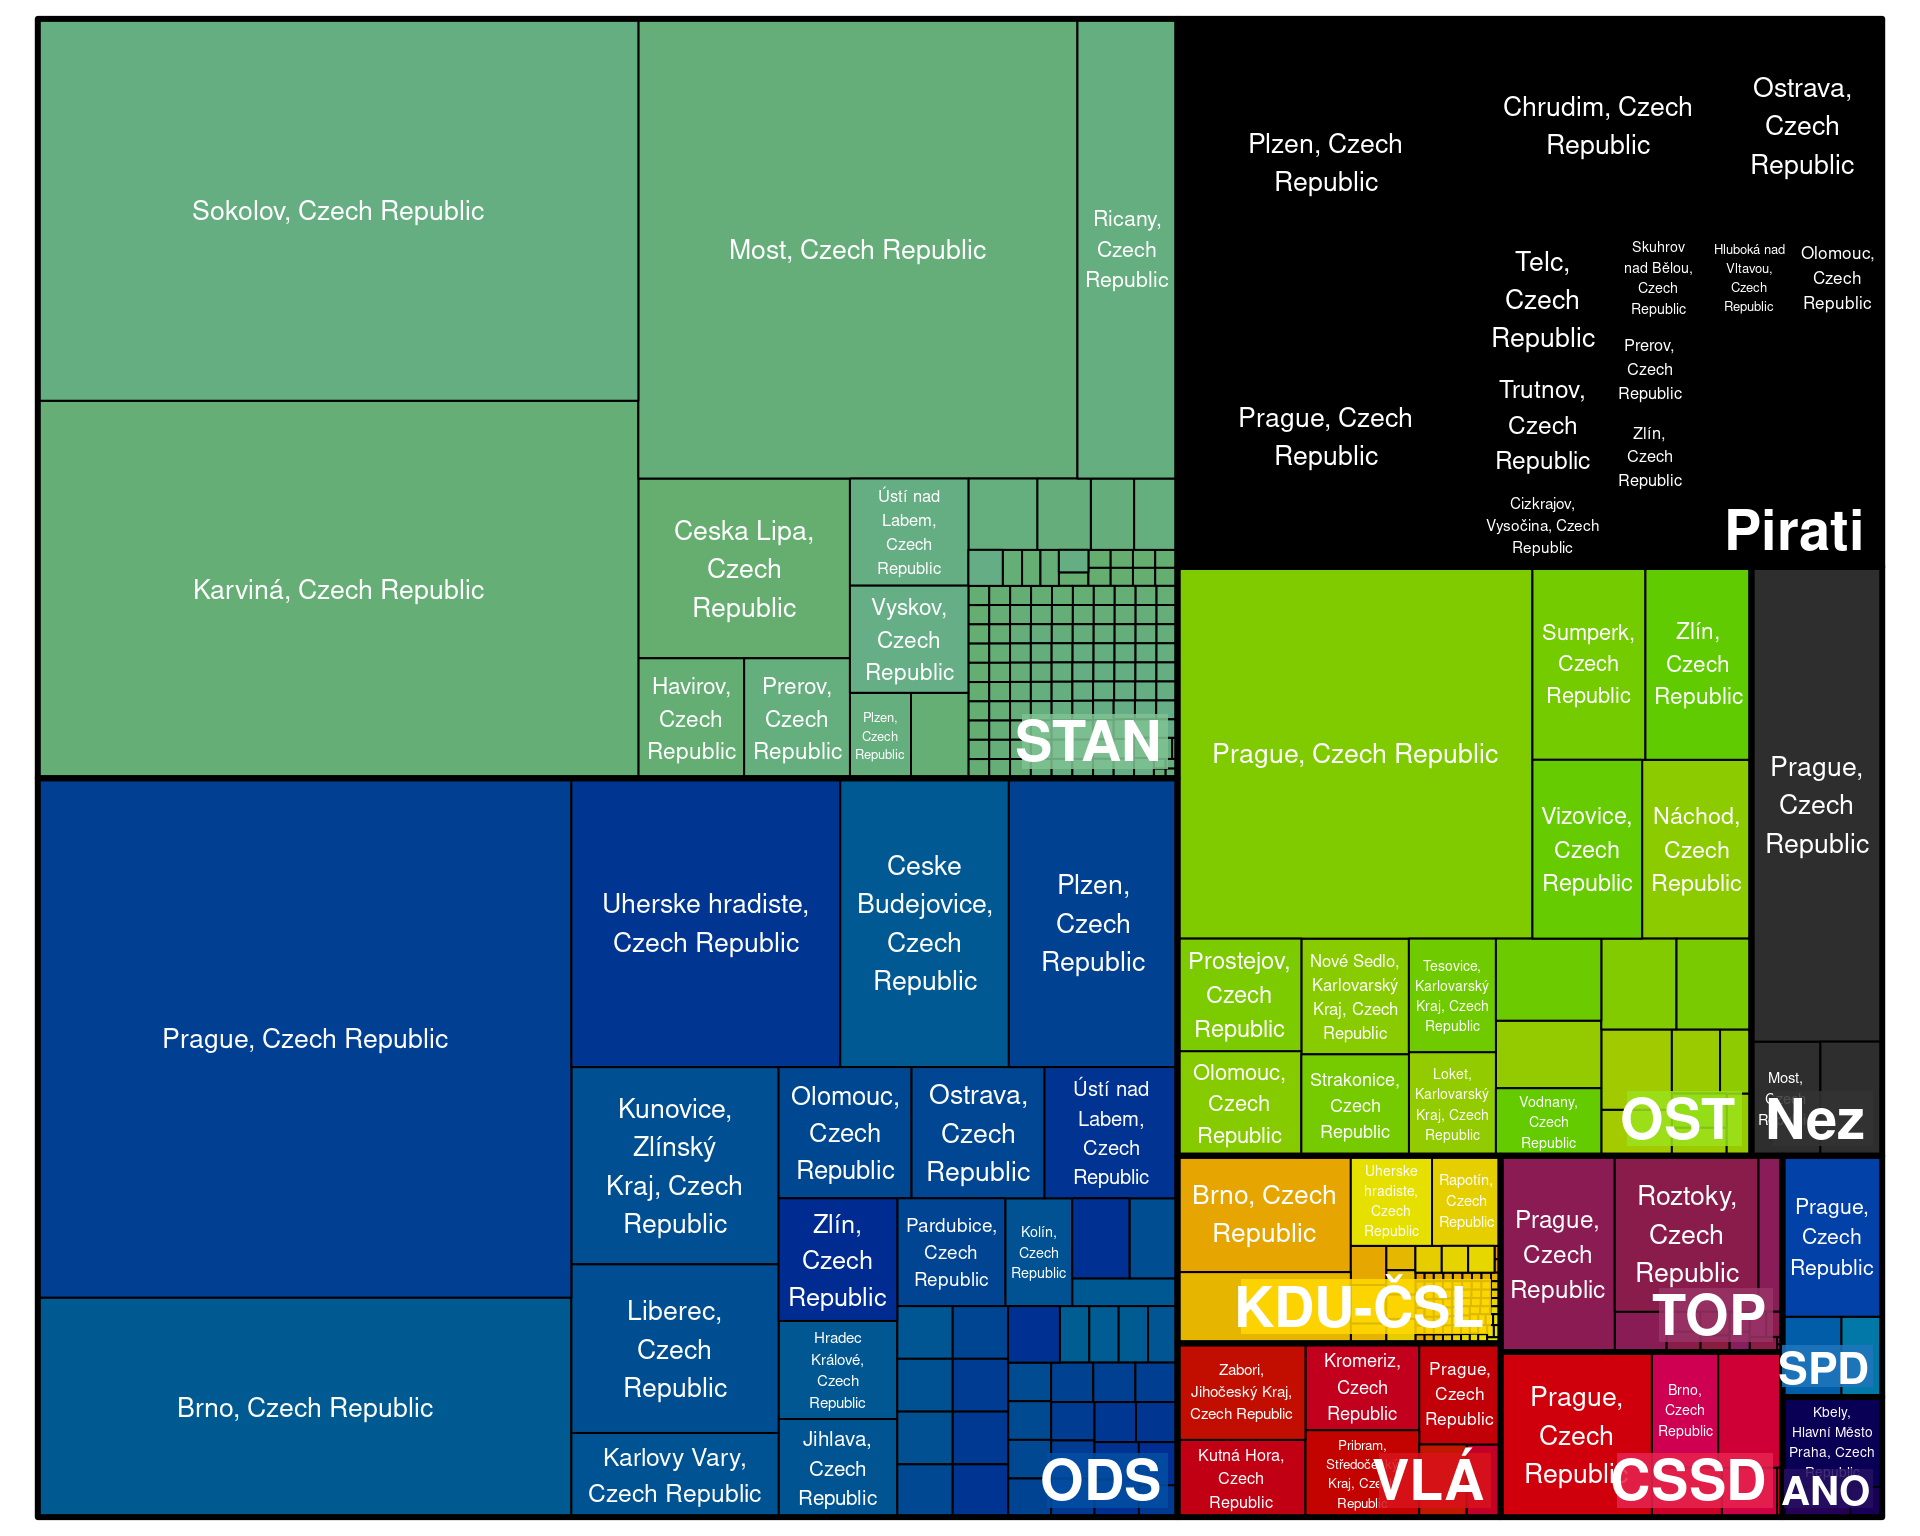 Sokolov, Czech Republic
Karviná, Czech Republic
Most, Czech Republic
Ricany,
Czech
Republic
Ceska Lipa,
Czech
Republic
Havirov,
Czech
Republic
Prerov,
Czech
Republic
Ústí nad
Labem,
Czech
Republic
Vyskov,
Czech
Republic
Plzen,
Czech
Republic
STAN
Plzen, Czech
Republic
Prague, Czech
Republic
Chrudim, Czech
Republic
Ostrava,
Czech
Republic
Telc,
Czech
Republic
Trutnov,
Czech
Republic
Cizkrajov,
Vysočina, Czech
Republic
Skuhrov
nad Bělou,
Czech
Republic
Hluboká nad
Vltavou,
Czech
Republic
Olomouc,
Czech
Republic
Prerov,
Czech
Republic
Zlín,
Czech
Republic
Pirati
Prague, Czech Republic
Brno, Czech Republic
Uherske hradiste,
Czech Republic
Ceske
Budejovice,
Czech
Republic
Plzen,
Czech
Republic
Kunovice,
Zlínský
Kraj, Czech
Republic
Liberec,
Czech
Republic
Karlovy Vary,
Czech Republic
Olomouc,
Czech
Republic
Ostrava,
Czech
Republic
Ústí nad
Labem,
Czech
Republic
Zlín,
Czech
Republic
Pardubice,
Czech
Republic
Kolín,
Czech
Republic
Hradec
Králové,
Czech
Republic
Jihlava,
Czech
Republic
ODS
Prague, Czech Republic
Sumperk,
Czech
Republic
Zlín,
Czech
Republic
Vizovice,
Czech
Republic
Náchod,
Czech
Republic
Prostejov,
Czech
Republic
Nové Sedlo,
Karlovarský
Kraj, Czech
Republic
Tesovice,
Karlovarský
Kraj, Czech
Republic
Olomouc,
Czech
Republic
Strakonice,
Czech
Republic
Loket,
Karlovarský
Kraj, Czech
Republic
Vodnany,
Czech
Republic
OST
Prague,
Czech
Republic
Most,
Nez
Brno, Czech
Republic
Uherske
hradiste,
Czech
Republic
Rapotín,
Czech
Republic
KDU-ČSL
Prague,
Czech
Republic
Roztoky,
Czech
Republic
TOP
Prague,
Czech
Republic
SPD
Zabori,
Jihočeský Kraj,
Czech Republic
Kromeriz,
Czech
Republic
Prague,
Czech
Republic
Kutná Hora,
Czech
Republic
Pribram,
Středočeský
Kraj, Czech
Republic
VLÁ
Prague,
Czech
Republic
Brno,
Czech
Republic
CSSD
Kbely,
Hlavní Město
Praha, Czech
Republic
ANO